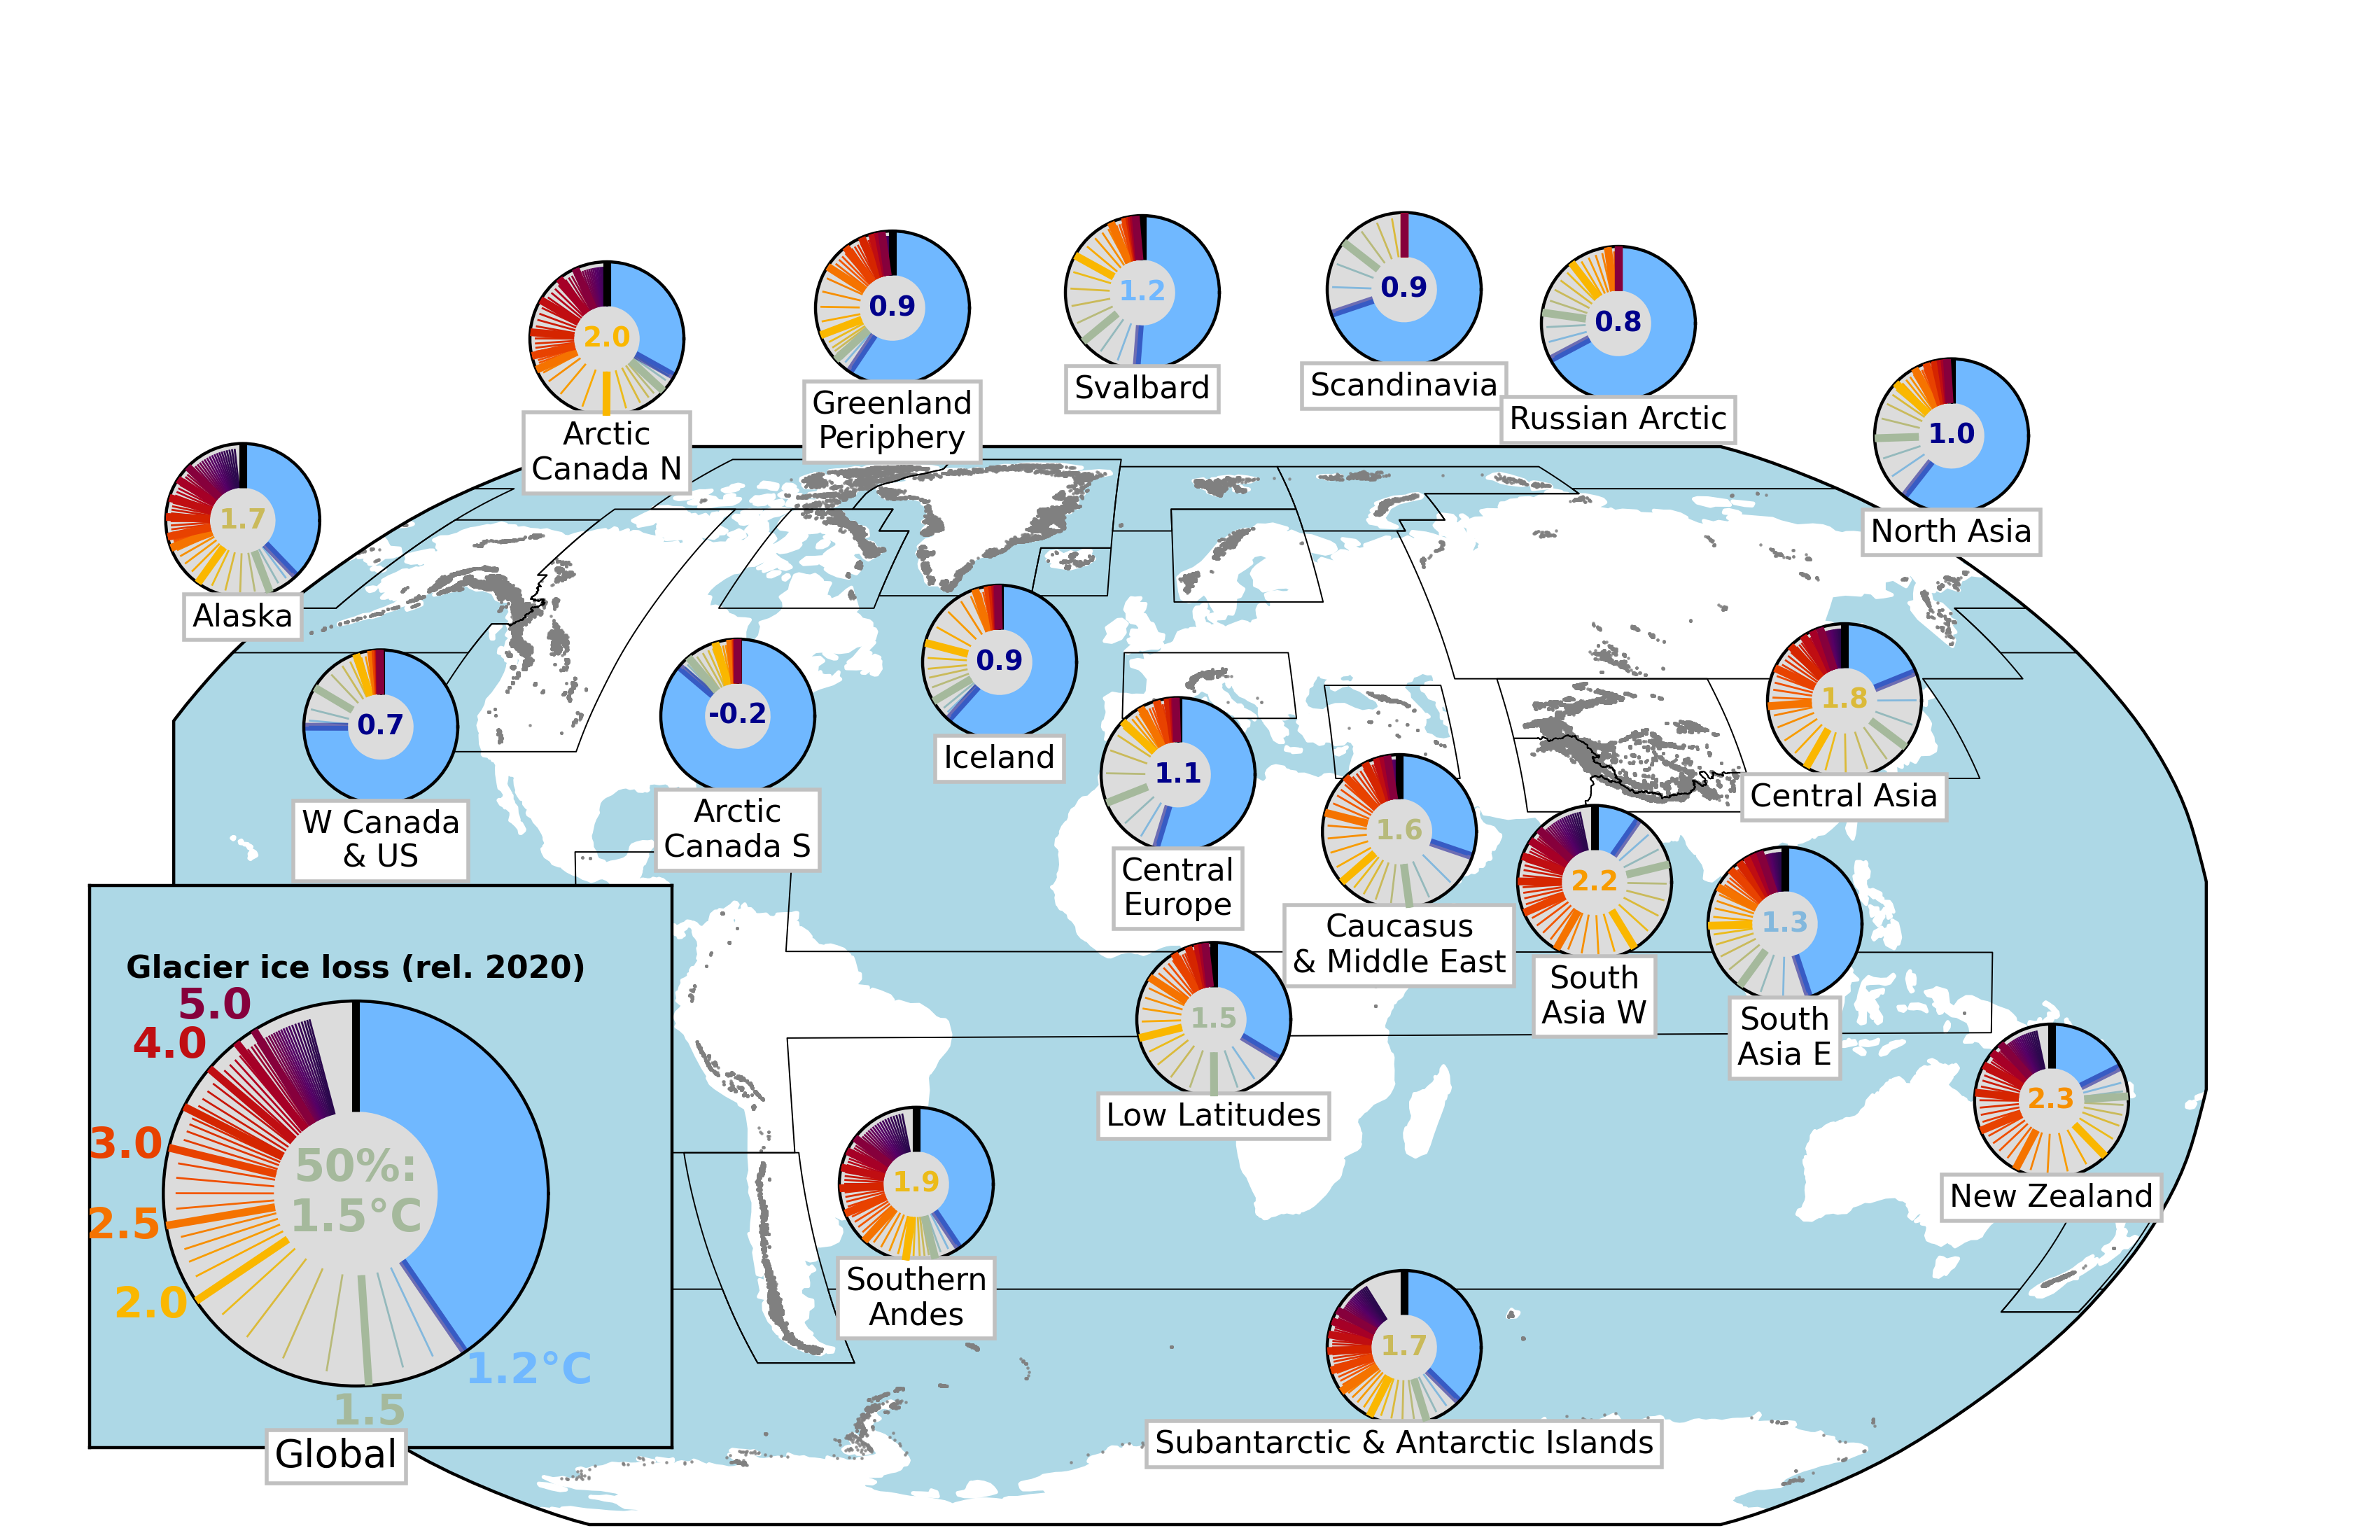 0.9
1.2
0.9
0.8
2.0
Greenland
Periphery
Svalbard
Scandinavia
Russian Arctic
1.0
Arctic
Canada N
North Asia
1.7
Alaska
0.7
W Canada
& US
-0.2
Arctic
Canada S
0.9
Iceland
1.1
Central
Europe
1.6
Caucasus
& Middle East
1.8
Central Asia
2.2
South
Asia W
1.3
South
Asia E
1.5
Low Latitudes
2.3
New Zealand
1.9
Southern
Andes
1.7
Subantarctic & Antarctic Islands
Glacier ice loss (rel. 2020)
5.0
4.0
3.0
2.5
2.0
50%:
1.5°C
1.2°C
1.5
Global